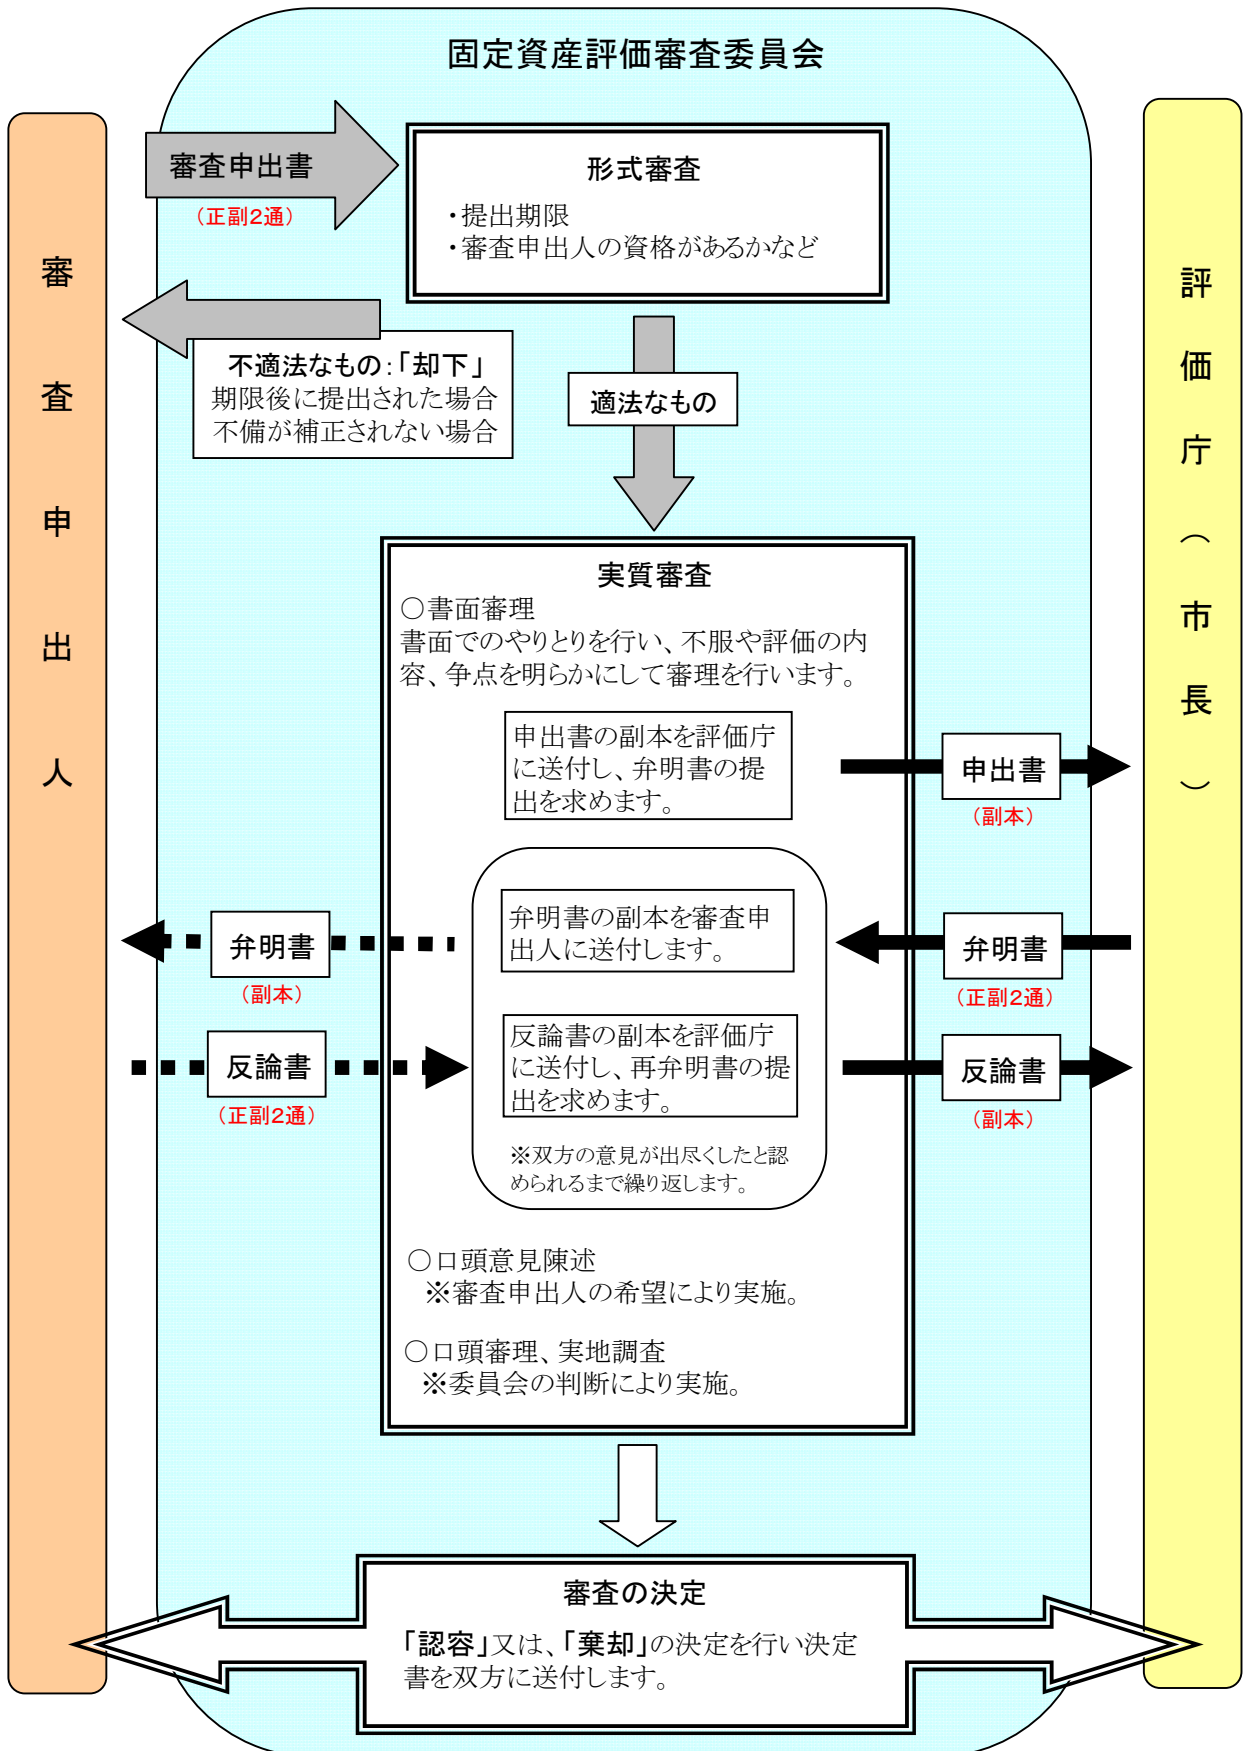 固定資産評価審査委員会
審査申出人
評価庁（市長）
審査申出書
（正副2通）
形式審査
・提出期限
・審査申出人の資格があるかなど
不適法なもの：「却下」
期限後に提出された場合
不備が補正されない場合
適法なもの
実質審査
○書面審理
書面でのやりとりを行い、不服や評価の内
容、争点を明らかにして審理を行います。
申出書の副本を評価庁
に送付し、弁明書の提
出を求めます。
申出書
（副本）
弁明書の副本を審査申
出人に送付します。
弁明書
（副本）
弁明書
（正副2通）
反論書の副本を評価庁
に送付し、再弁明書の提
出を求めます。
反論書
（正副2通）
反論書
（副本）
※双方の意見が出尽くしたと認
められるまで繰り返します。
○口頭意見陳述
※審査申出人の希望により実施。
○口頭審理、実地調査
※委員会の判断により実施。
審査の決定
「認容」又は、「棄却」の決定を行い決定
書を双方に送付します。